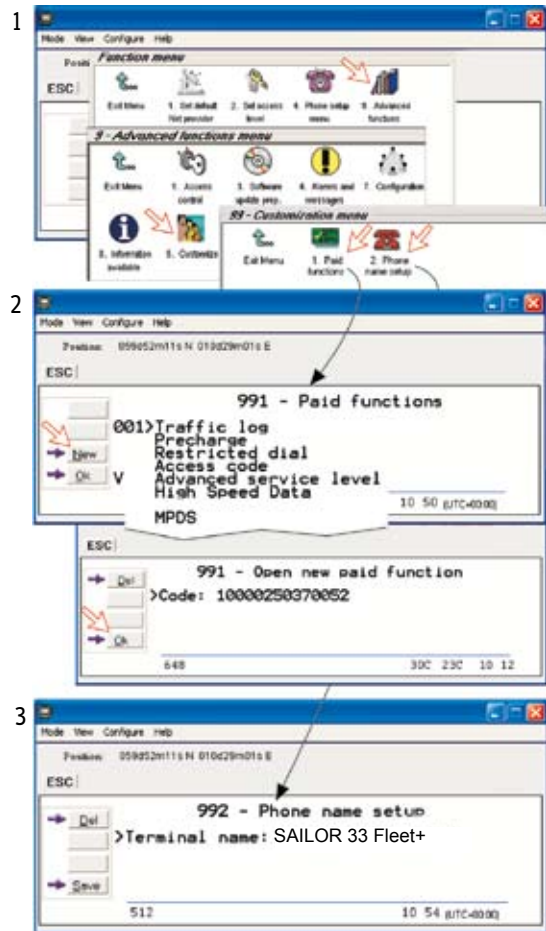 1
Mode View Configure Help
Function menu
ESC
Exit Menu
1. Set default Net provider
2. Set access level
4. Phone setup menu
9. Advanced functions
9 - Advanced functions menu
Exit Menu
1. Access control
3. Software update prep.
6. Alarms and messages
7. Configuration
8. Information available
9. Customize
99 - Customization menu
Exit Menu
1. Paid functions
2. Phone name setup
2
Mode View Configure Help
Position: 059d52m11s N 010d29m01s E
ESC
991 - Paid functions
001>Traffic log
Precharge
New
Restricted dial
Access code
Ok
V
Advanced service level
High Speed Data
10 50 (UTC+00:00)
MPDS
ESC
991 - Open new paid function
Del
>Code: 10000250370052
Ok
648
30C 23C 10 12
3
Mode View Configure Help
Position: 059d52m11s N 010d29m01s E
ESC
992 - Phone name setup
Del
>Terminal name: SAILOR 33 Fleet+
Save
512
10 54 (UTC+00:00)